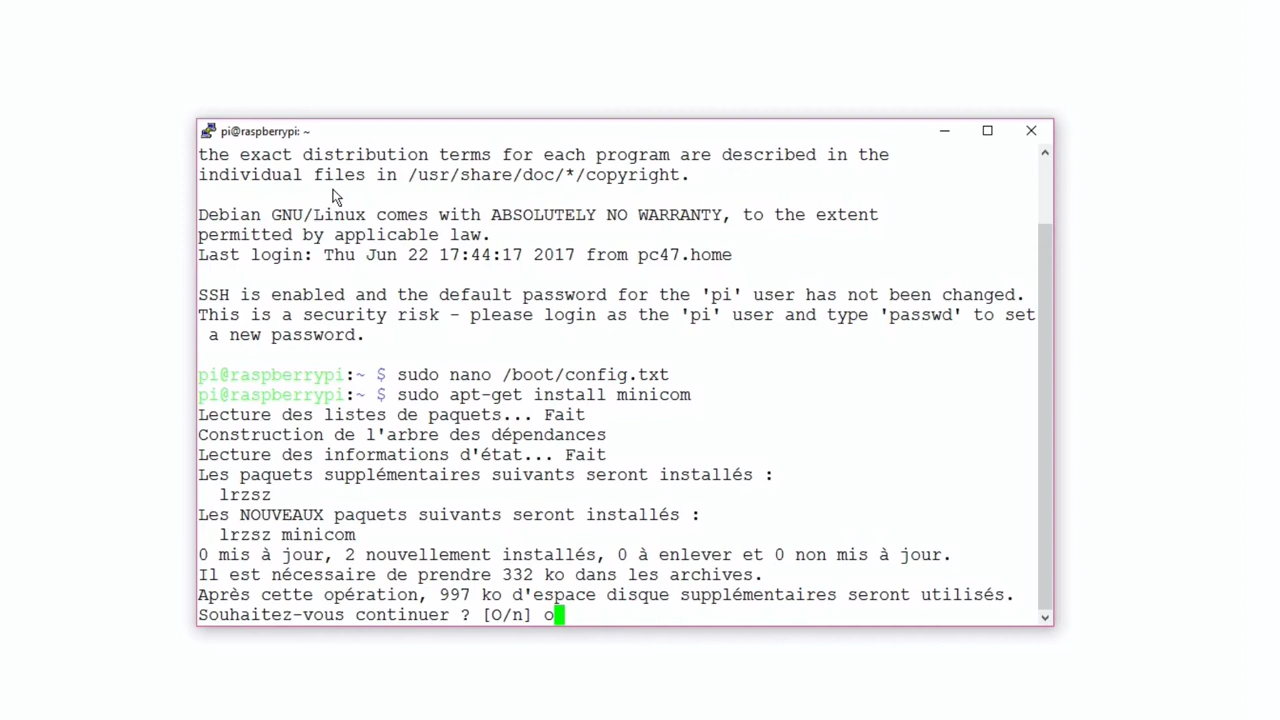 pi@raspberrypi: ~
the exact distribution terms for each program are described in the
individual files in /usr/share/doc/*/copyright.
Debian GNU/Linux comes with ABSOLUTELY NO WARRANTY, to the extent
permitted by applicable law.
Last login: Thu Jun 22 17:44:17 2017 from pc47.home
SSH is enabled and the default password for the 'pi' user has not been changed.
This is a security risk - please login as the 'pi' user and type 'passwd' to set
a new password.
pi@raspberrypi:~ $ sudo nano /boot/config.txt
pi@raspberrypi:~ $ sudo apt-get install minicom
Lecture des listes de paquets... Fait
Construction de l'arbre des dépendances
Lecture des informations d'état... Fait
Les paquets supplémentaires suivants seront installés :
lrzsz
Les NOUVEAUX paquets suivants seront installés :
lrzsz minicom
0 mis à jour, 2 nouvellement installés, 0 à enlever et 0 non mis à jour.
Il est nécessaire de prendre 332 ko dans les archives.
Après cette opération, 997 ko d'espace disque supplémentaires seront utilisés.
Souhaitez-vous continuer ? [O/n] o